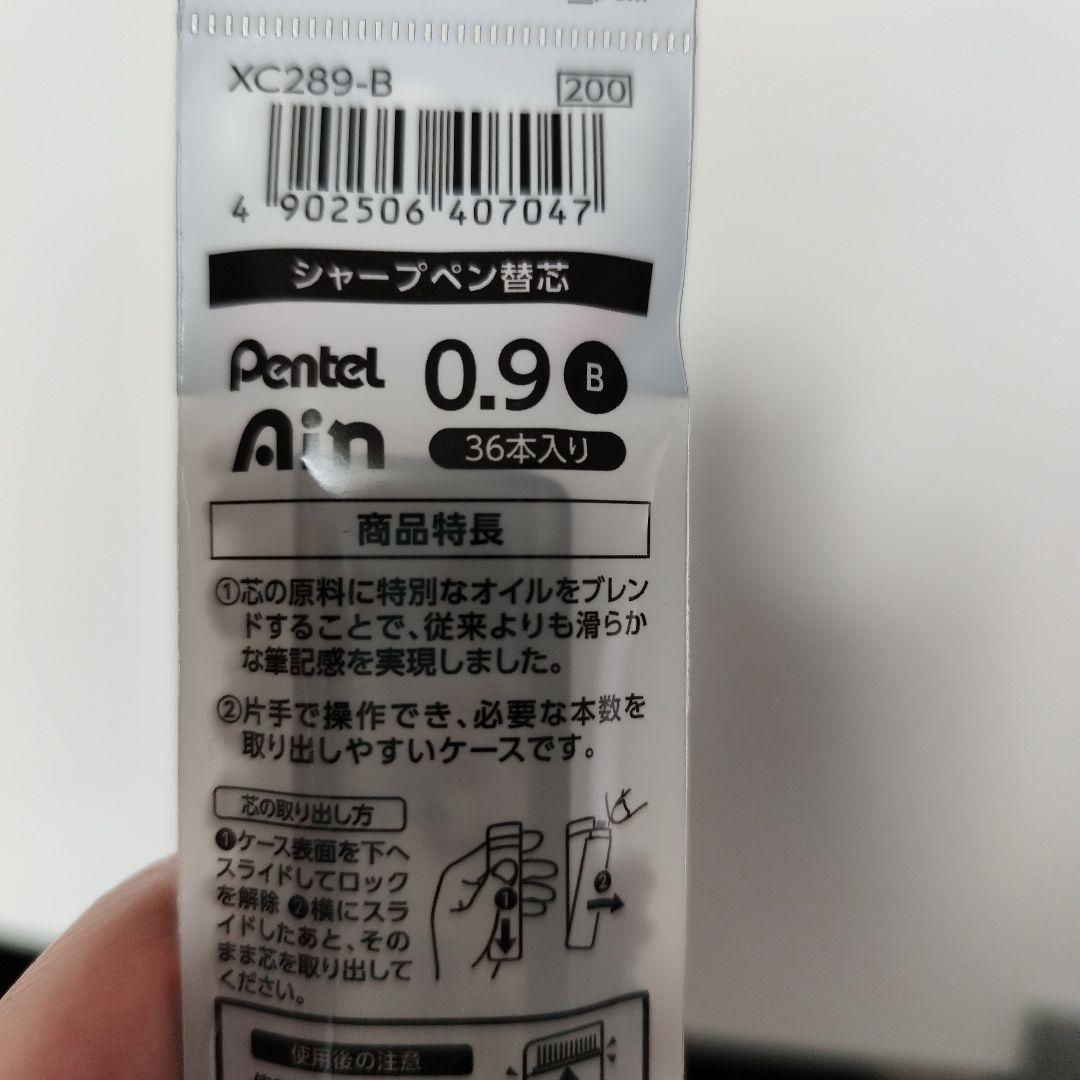 XC289-B 200
4 902506 407047
シャープペン替芯
Pentel 0.9 B
Ain 36本入り
商品特長
①芯の原料に特別なオイルをブレン
ドすることで、従来よりも滑らか
な筆記感を実現しました。
②片手で操作でき、必要な本数を
取り出しやすいケースです。
芯の取り出し方
❶ケース表面を下へ
スライドしてロック
を解除 ❷横にスラ
イドしたあと、その
まま芯を取り出して
ください。
❶
❷
使用後の注意